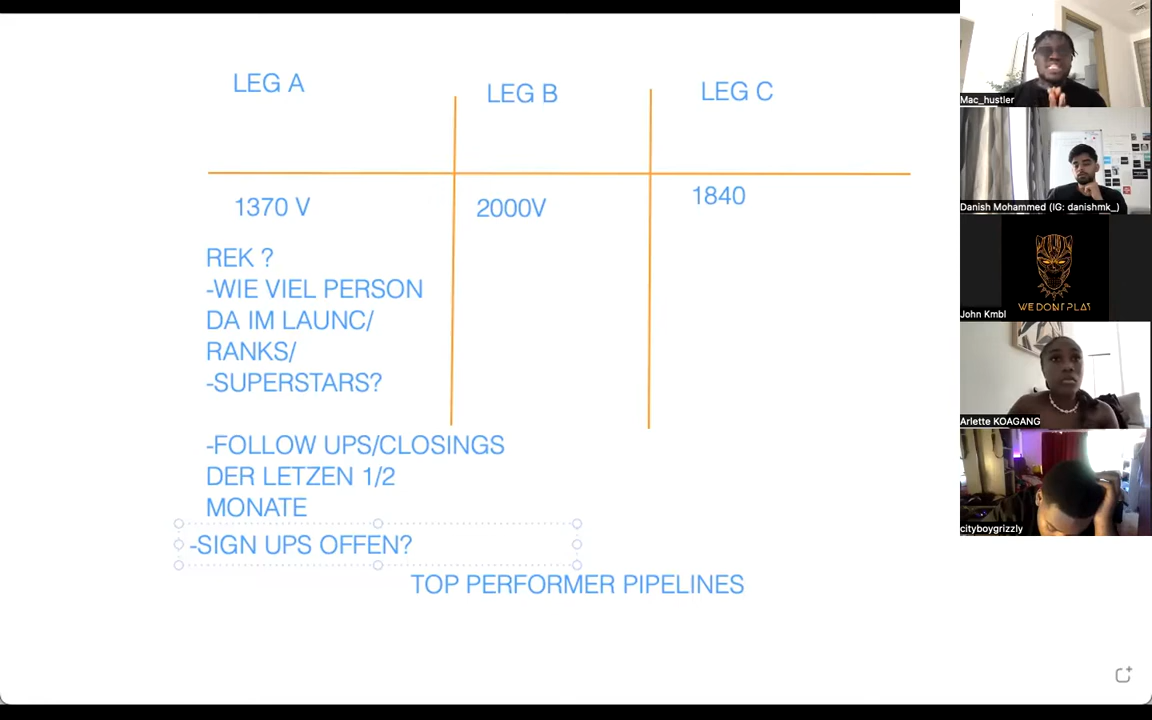 LEG A
LEG B
LEG C
1370 V
2000V
1840
REK ?
-WIE VIEL PERSON
DA IM LAUNC/
RANKS/
-SUPERSTARS?
-FOLLOW UPS/CLOSINGS
DER LETZEN 1/2
MONATE
-SIGN UPS OFFEN?
TOP PERFORMER PIPELINES
Mac_hustler
Danish Mohammed (IG: danishmk_)
WE DONT PLAY
John Kmbl
Arlette KOAGANG
cityboygrizzly